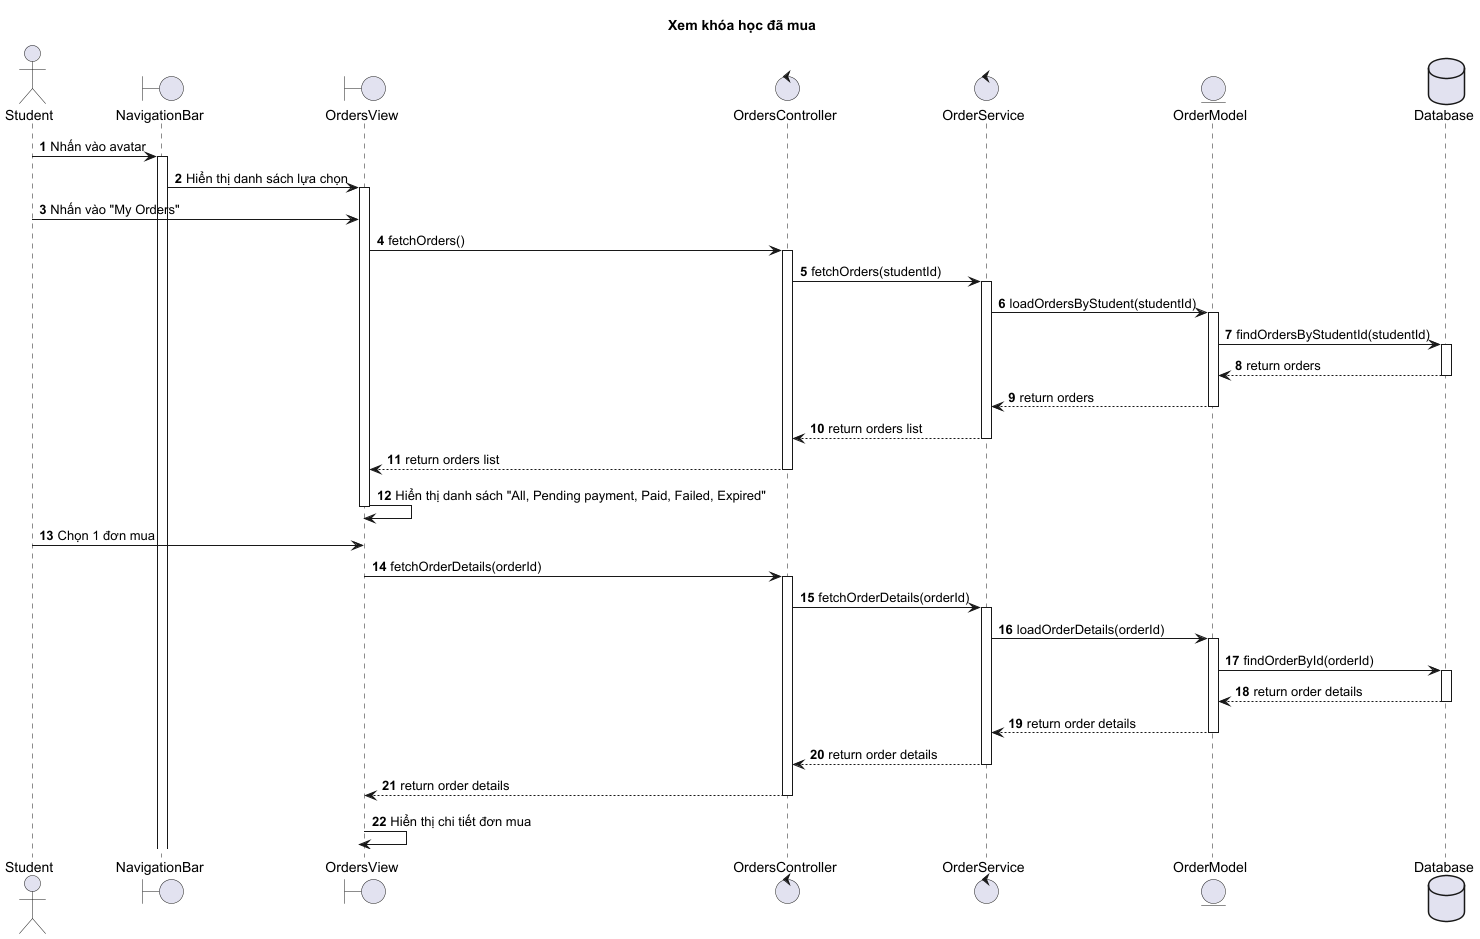 Xem khóa học đã mua
Student
NavigationBar
OrdersView
OrdersController
OrderService
OrderModel
Database
1 Nhấn vào avatar
2 Hiển thị danh sách lựa chọn
3 Nhấn vào "My Orders"
4 fetchOrders()
5 fetchOrders(studentId)
6 loadOrdersByStudent(studentId)
7 findOrdersByStudentId(studentId)
8 return orders
9 return orders
10 return orders list
11 return orders list
12 Hiển thị danh sách "All, Pending payment, Paid, Failed, Expired"
13 Chọn 1 đơn mua
14 fetchOrderDetails(orderId)
15 fetchOrderDetails(orderId)
16 loadOrderDetails(orderId)
17 findOrderById(orderId)
18 return order details
19 return order details
20 return order details
21 return order details
22 Hiển thị chi tiết đơn mua
Student
NavigationBar
OrdersView
OrdersController
OrderService
OrderModel
Database